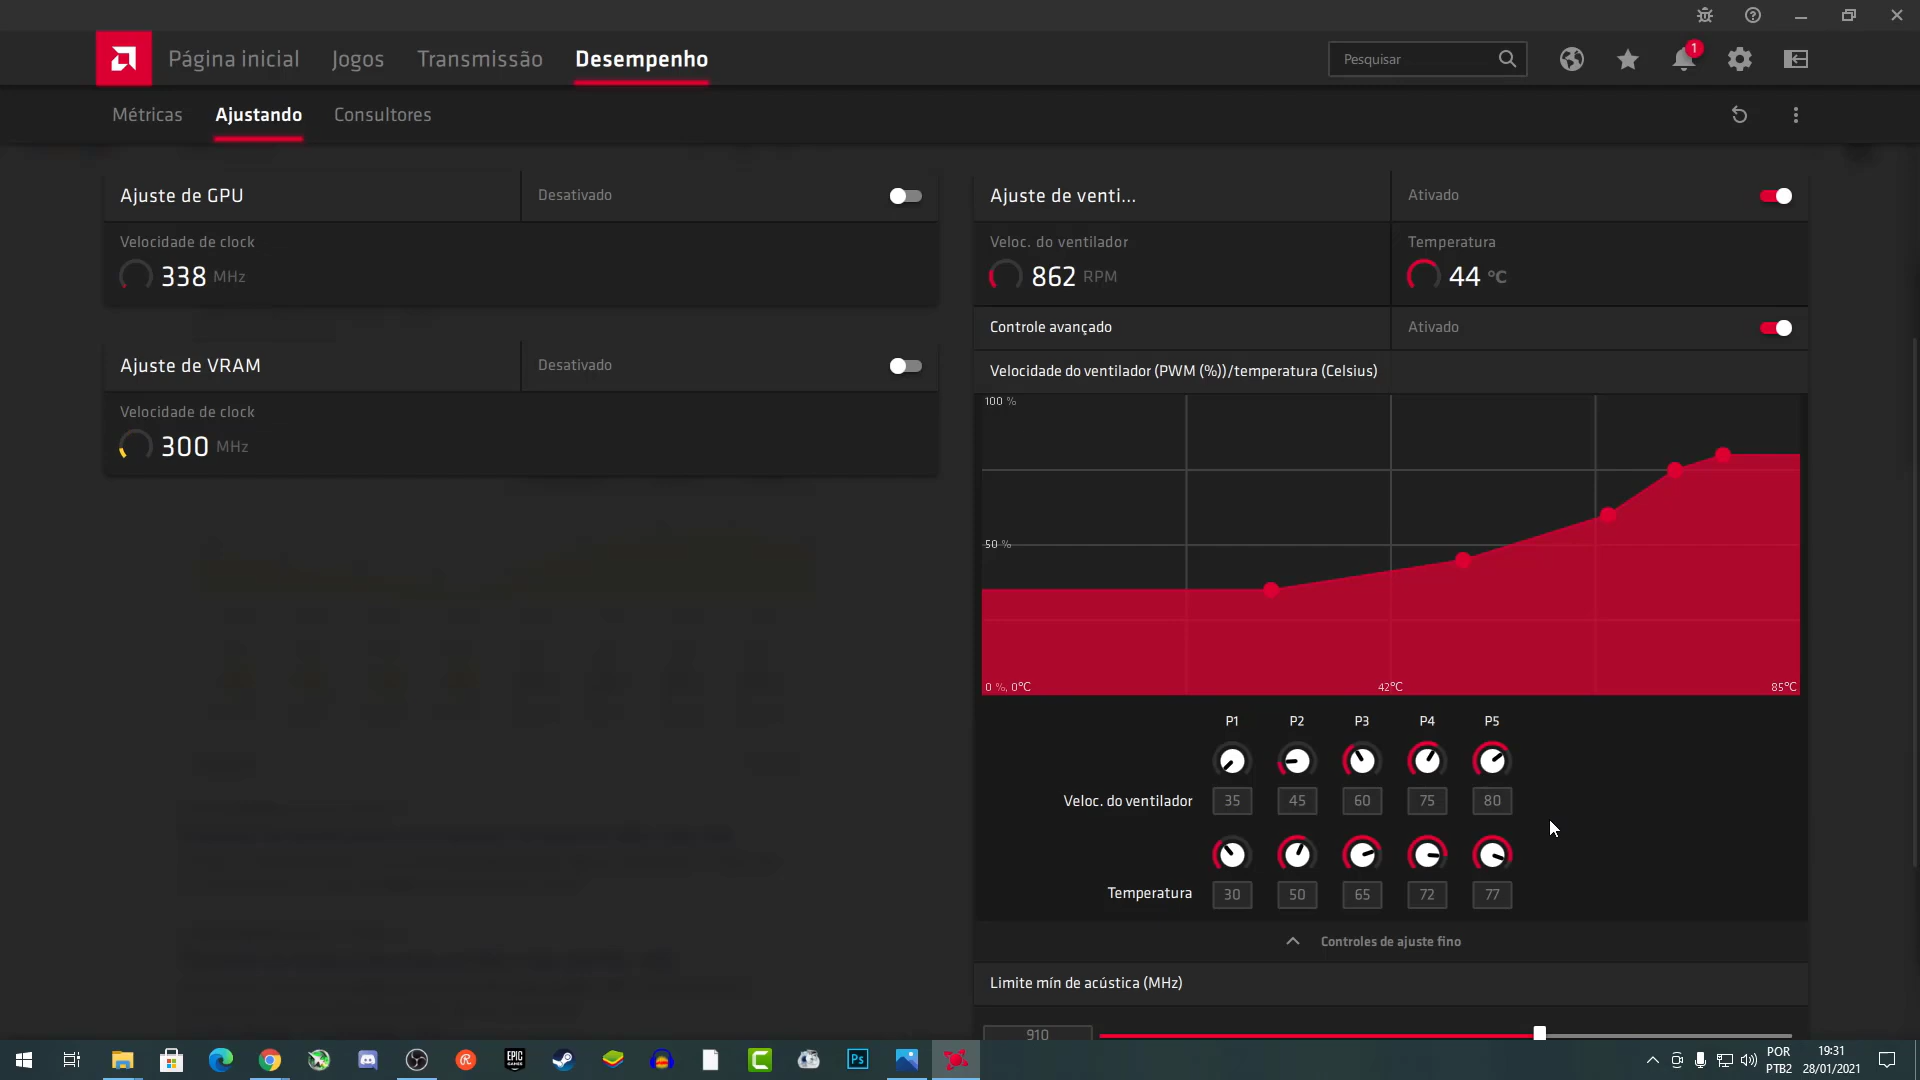 Página inicial
Jogos
Transmissão
Desempenho
Pesquisar
1
Métricas
Ajustando
Consultores
Ajuste de GPU
Desativado
Velocidade de clock
338 MHz
Ajuste de VRAM
Desativado
Velocidade de clock
300 MHz
Ajuste de venti...
Ativado
Veloc. do ventilador
862 RPM
Temperatura
44 °C
Controle avançado
Ativado
Velocidade do ventilador (PWM (%))/temperatura (Celsius)
100 %
50 %
0 %, 0°C
42°C
85°C
P1 P2 P3 P4 P5
Veloc. do ventilador 35 45 60 75 80
Temperatura 30 50 65 72 77
Controles de ajuste fino
Limite mín de acústica (MHz)
910
EPIC GAMES
Ps
POR
PTB2
19:31
28/01/2021